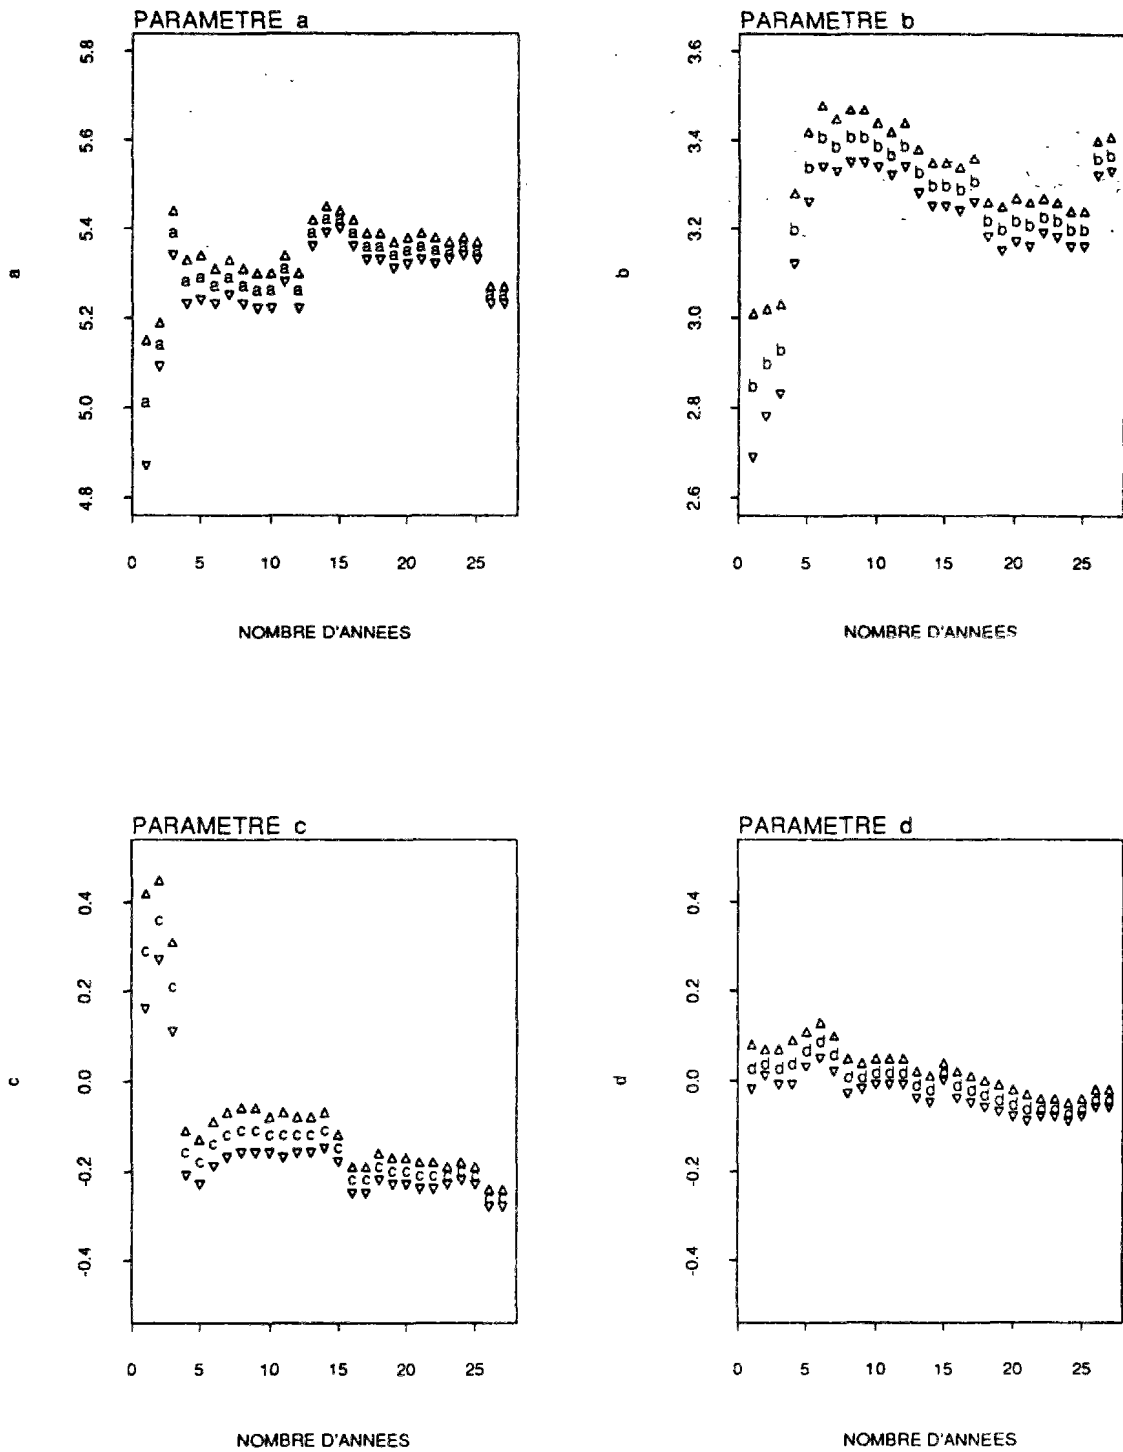 PARAMETRE a
5.8
5.6
5.4
5.2
5.0
4.8
a
0 5 10 15 20 25
NOMBRE D'ANNEES
PARAMETRE b
3.6
3.4
3.2
3.0
2.8
2.6
b
0 5 10 15 20 25
NOMBRE D'ANNEES
PARAMETRE c
0.4
0.2
0.0
-0.2
-0.4
c
0 5 10 15 20 25
NOMBRE D'ANNEES
PARAMETRE d
0.4
0.2
0.0
-0.2
-0.4
d
0 5 10 15 20 25
NOMBRE D'ANNEES